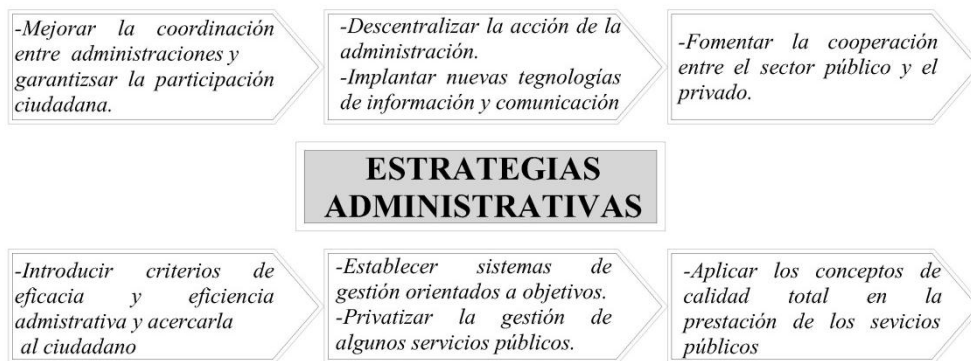 -Mejorar la coordinación
entre administraciones y
garantizsar la participación
ciudadana.
-Descentralizar la acción de la
administración.
-Implantar nuevas tegnologías
de información y comunicación
-Fomentar la cooperación
entre el sector público y el
privado.
ESTRATEGIAS
ADMINISTRATIVAS
-Introducir criterios de
eficacia y eficiencia
admistrativa y acercarla
al ciudadano
-Establecer sistemas de
gestión orientados a objetivos.
-Privatizar la gestión de
algunos servicios públicos.
-Aplicar los conceptos de
calidad total en la
prestación de los sevicios
públicos